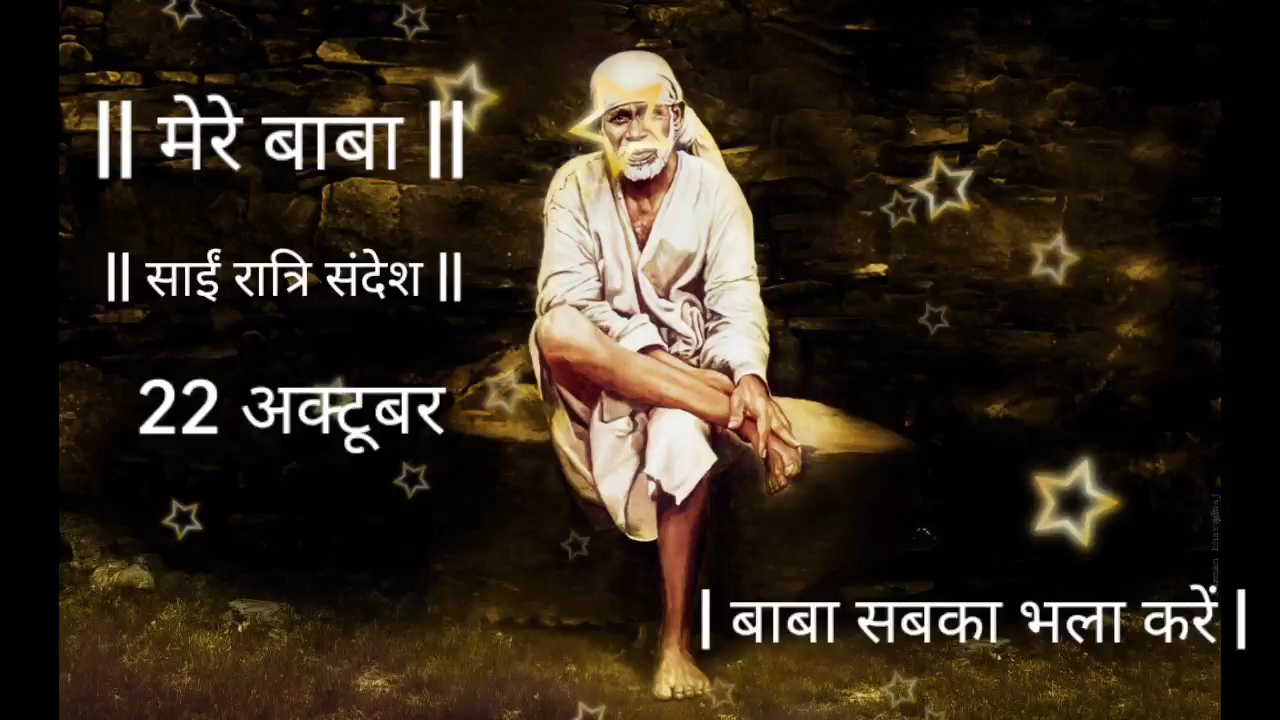 || मेरे बाबा ||
|| साईं रात्रि संदेश ||
22 अक्टूबर
| बाबा सबका भला करें |